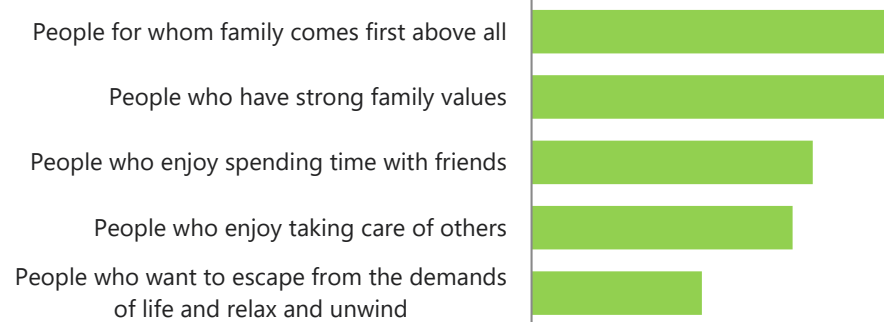 People for whom family comes first above all
People who have strong family values
People who enjoy spending time with friends
People who enjoy taking care of others
People who want to escape from the demands
of life and relax and unwind